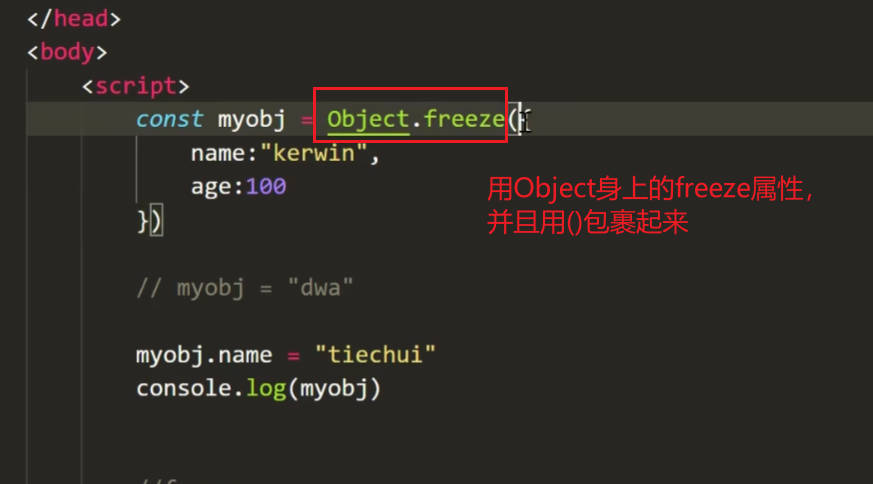 </head>
<body>
<script>
const myobj = Object.freeze({
name:"kerwin",
age:100
})
用Object身上的freeze属性，
并且用()包裹起来
// myobj = "dwa"
myobj.name = "tiechui"
console.log(myobj)